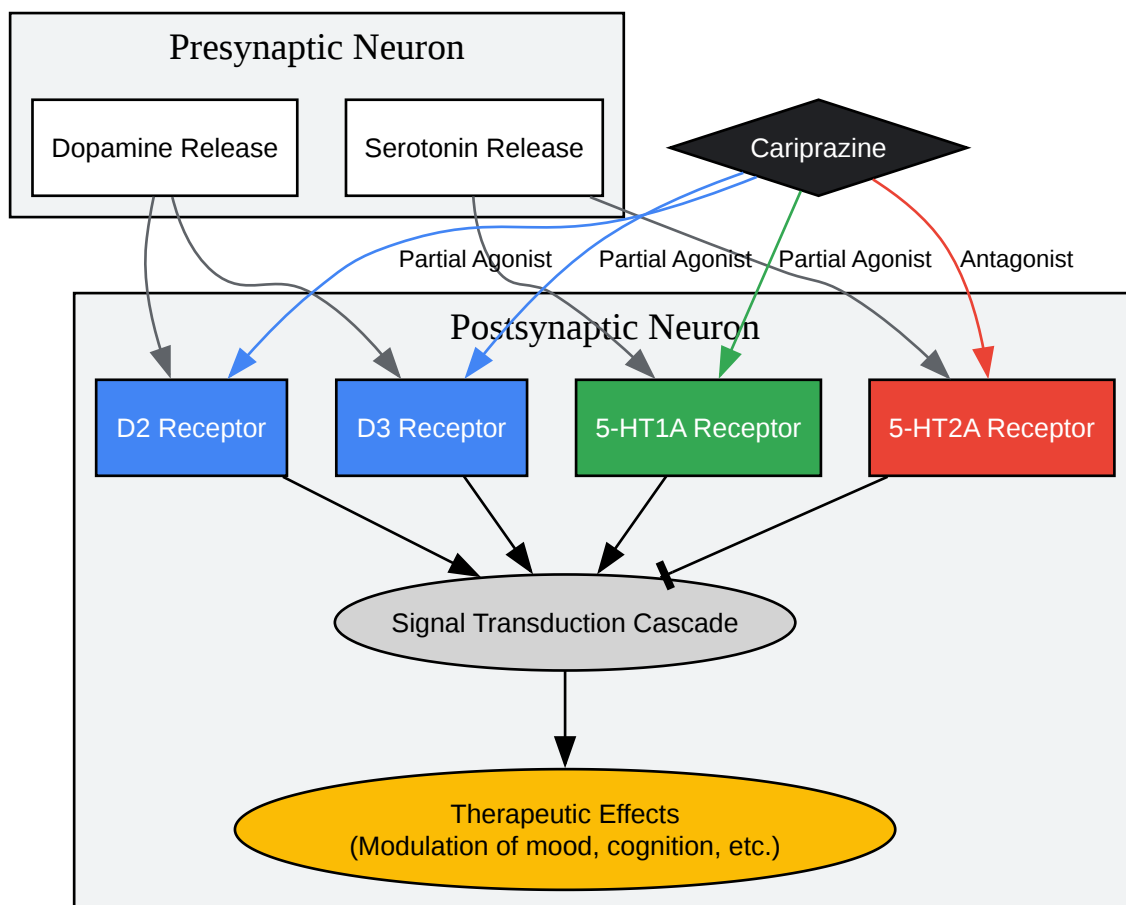 Presynaptic Neuron
Dopamine Release
Serotonin Release
Cariprazine
Partial Agonist
Partial Agonist
Partial Agonist
Antagonist
Postsynaptic Neuron
D2 Receptor
D3 Receptor
5-HT1A Receptor
5-HT2A Receptor
Signal Transduction Cascade
Therapeutic Effects
(Modulation of mood, cognition, etc.)